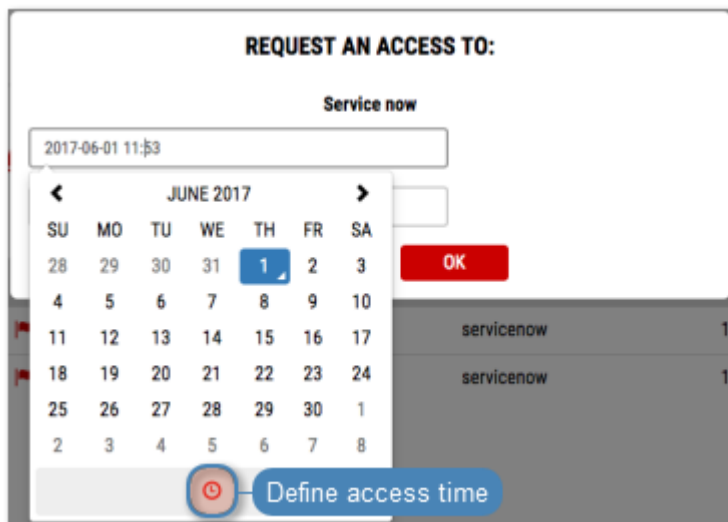 REQUEST AN ACCESS TO:
Service now
2017-06-01 11:53
JUNE 2017
SU MO TU WE TH FR SA
28 29 30 31 1 2 3
OK
4 5 6 7 8 9 10
11 12 13 14 15 16 17 servicenow 1
18 19 20 21 22 23 24 servicenow 1
25 26 27 28 29 30 1
2 3 4 5 6 7 8
Define access time